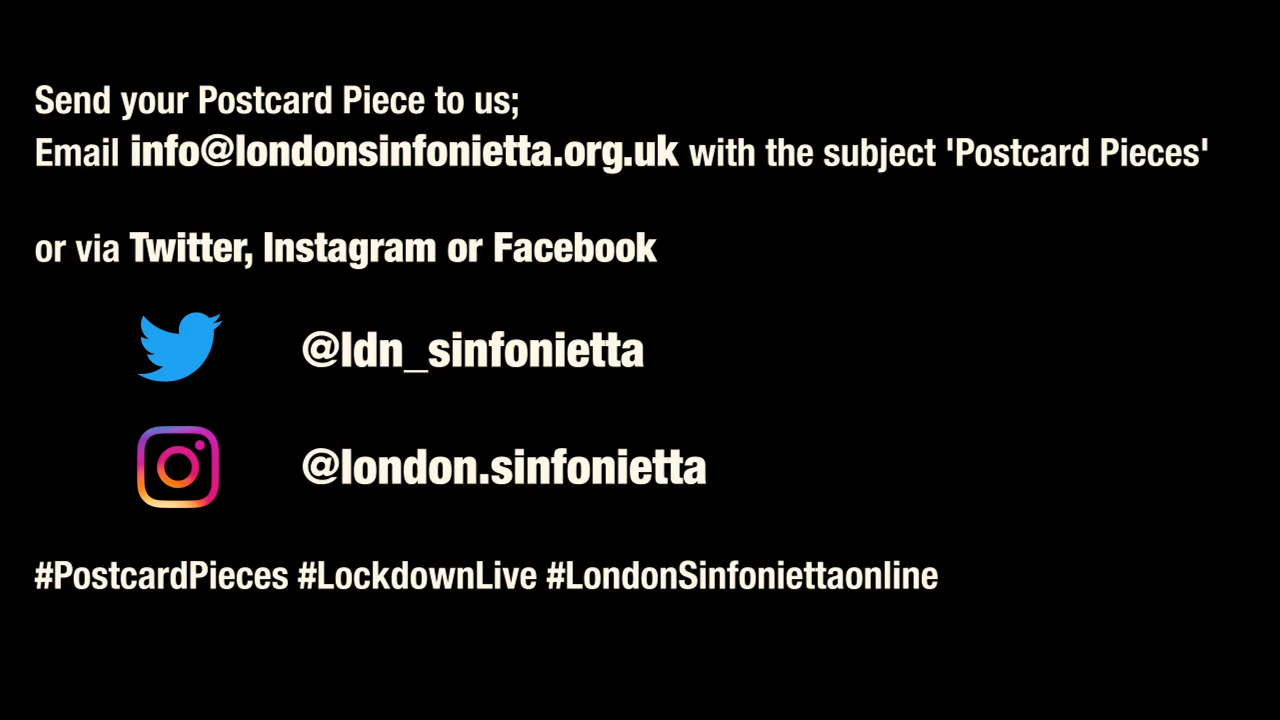 Send your Postcard Piece to us;
Email info@londonsinfonietta.org.uk with the subject 'Postcard Pieces'
or via Twitter, Instagram or Facebook
@ldn_sinfonietta
@london.sinfonietta
#PostcardPieces #LockdownLive #LondonSinfoniettaonline